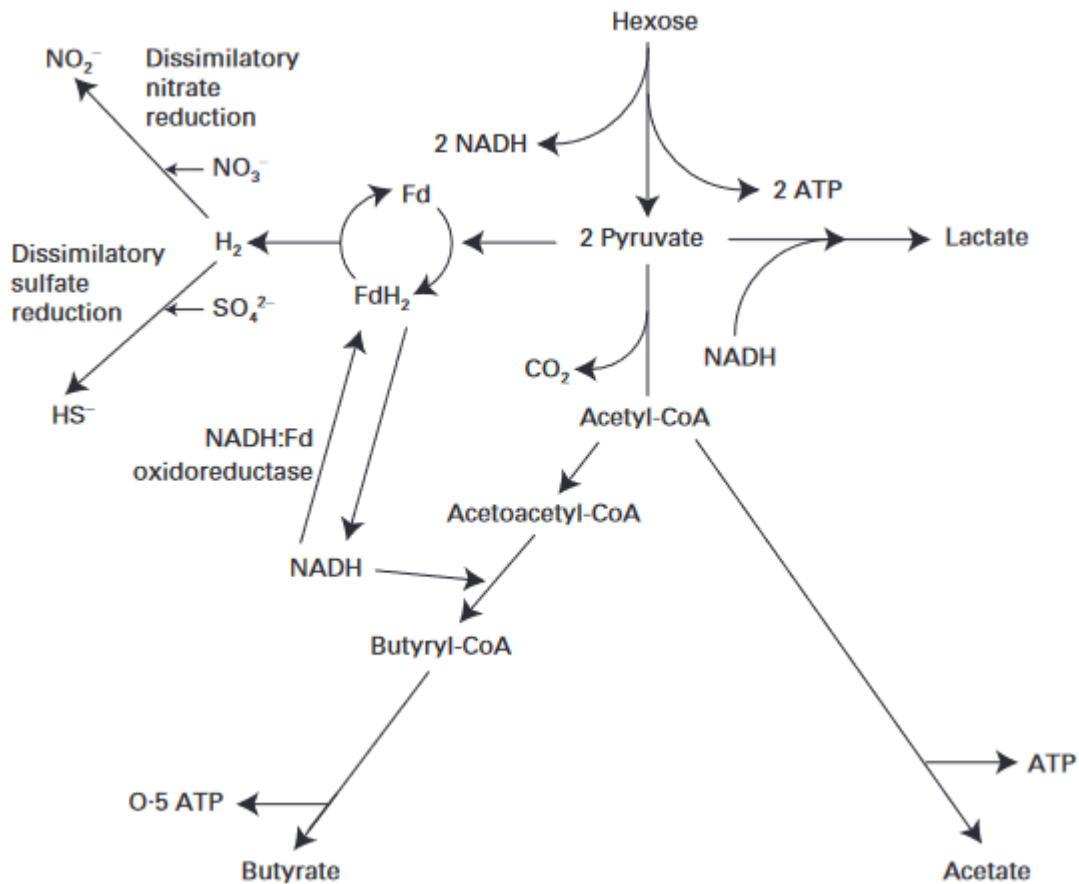 Hexose
NO₂⁻
Dissimilatory
nitrate
reduction
2 NADH
NO₃⁻
Fd
2 ATP
Dissimilatory
sulfate
reduction
H₂
2 Pyruvate
Lactate
FdH₂
SO₄²⁻
NADH
CO₂
HS⁻
Acetyl-CoA
NADH:Fd
oxidoreductase
Acetoacetyl-CoA
NADH
Butyryl-CoA
ATP
O·5 ATP
Butyrate
Acetate